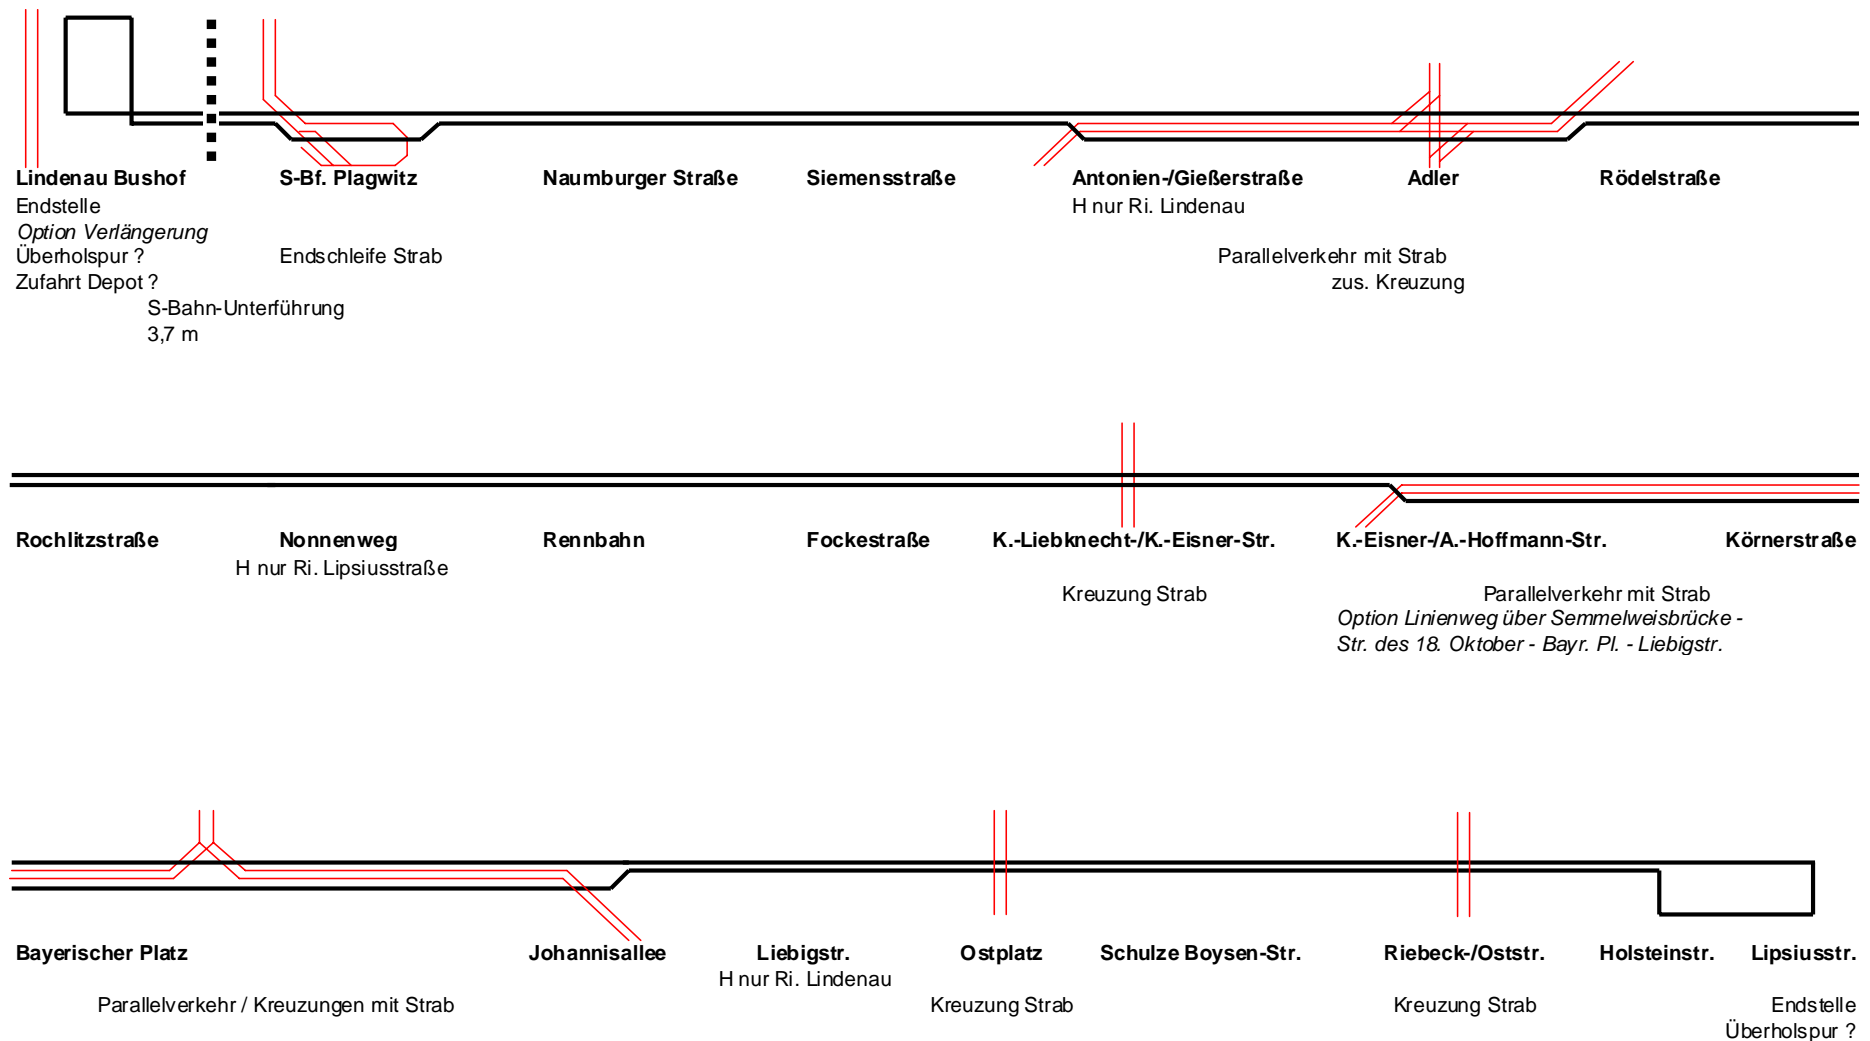 Lindenau Bushof
Endstelle
Option Verlängerung
Überholspur ?
Zufahrt Depot ?
S-Bahn-Unterführung
3,7 m
S-Bf. Plagwitz
Endschleife Strab
Naumburger Straße
Siemensstraße
Antonien-/Gießerstraße
H nur Ri. Lindenau
Adler
Parallelverkehr mit Strab
zus. Kreuzung
Rödelstraße
Rochlitzstraße
Nonnenweg
H nur Ri. Lipsiusstraße
Rennbahn
Fockestraße
K.-Liebknecht-/K.-Eisner-Str.
Kreuzung Strab
K.-Eisner-/A.-Hoffmann-Str.
Körnerstraße
Parallelverkehr mit Strab
Option Linienweg über Semmelweisbrücke -
Str. des 18. Oktober - Bayr. Pl. - Liebigstr.
Bayerischer Platz
Parallelverkehr / Kreuzungen mit Strab
Johannisallee
Liebigstr.
H nur Ri. Lindenau
Ostplatz
Kreuzung Strab
Schulze Boysen-Str.
Riebeck-/Oststr.
Kreuzung Strab
Holsteinstr.
Lipsiusstr.
Endstelle
Überholspur ?